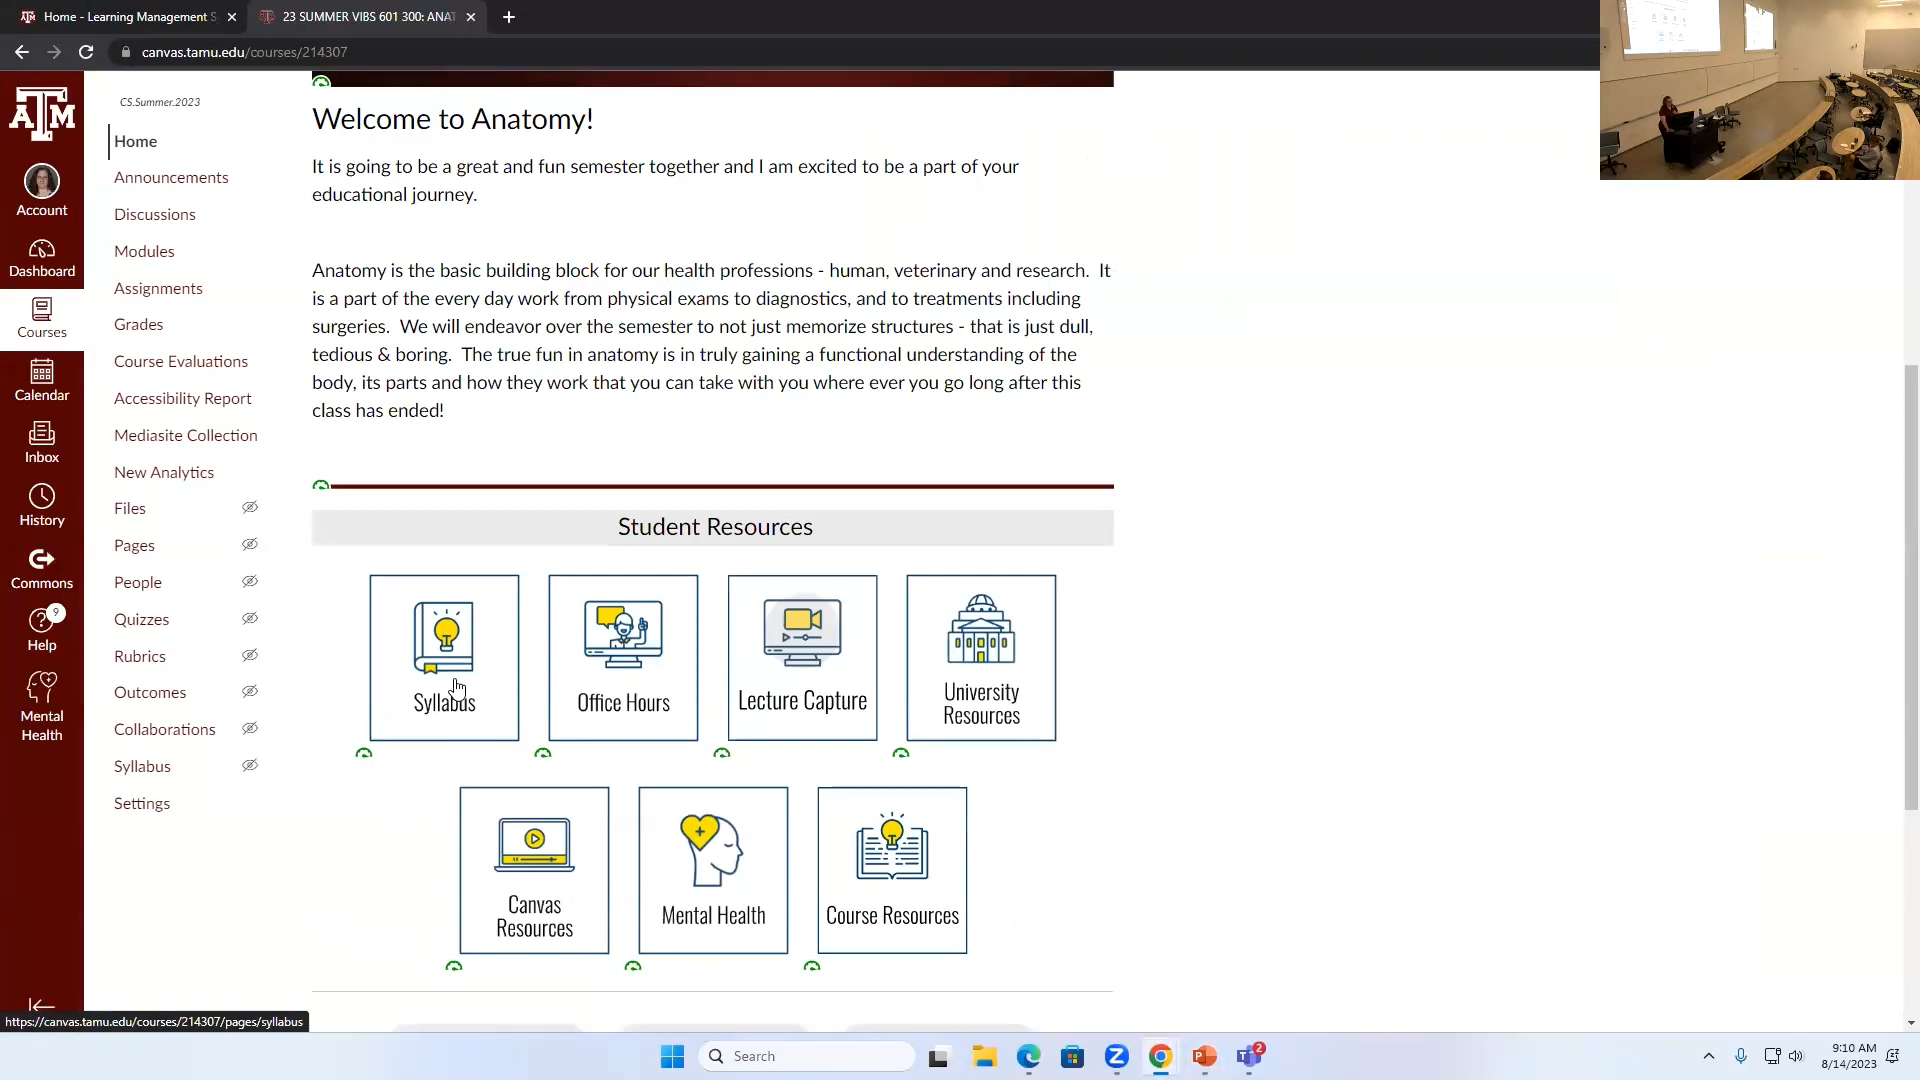 Home - Learning Management S
23 SUMMER VIBS 601 300: ANAT
canvas.tamu.edu/courses/214307
ATM
Account
Dashboard
Courses
Calendar
Inbox
History
Commons
9
Help
Mental
Health
CS.Summer.2023
Home
Announcements
Discussions
Modules
Assignments
Grades
Course Evaluations
Accessibility Report
Mediasite Collection
New Analytics
Files
Pages
People
Quizzes
Rubrics
Outcomes
Collaborations
Syllabus
Settings
Welcome to Anatomy!
It is going to be a great and fun semester together and I am excited to be a part of your
educational journey.
Anatomy is the basic building block for our health professions - human, veterinary and research. It
is a part of the every day work from physical exams to diagnostics, and to treatments including
surgeries. We will endeavor over the semester to not just memorize structures - that is just dull,
tedious & boring. The true fun in anatomy is in truly gaining a functional understanding of the
body, its parts and how they work that you can take with you where ever you go long after this
class has ended!
Student Resources
Syllabus
Office Hours
Lecture Capture
University
Resources
Canvas
Resources
Mental Health
Course Resources
https://canvas.tamu.edu/courses/214307/pages/syllabus
Search
2
9:10 AM
8/14/2023